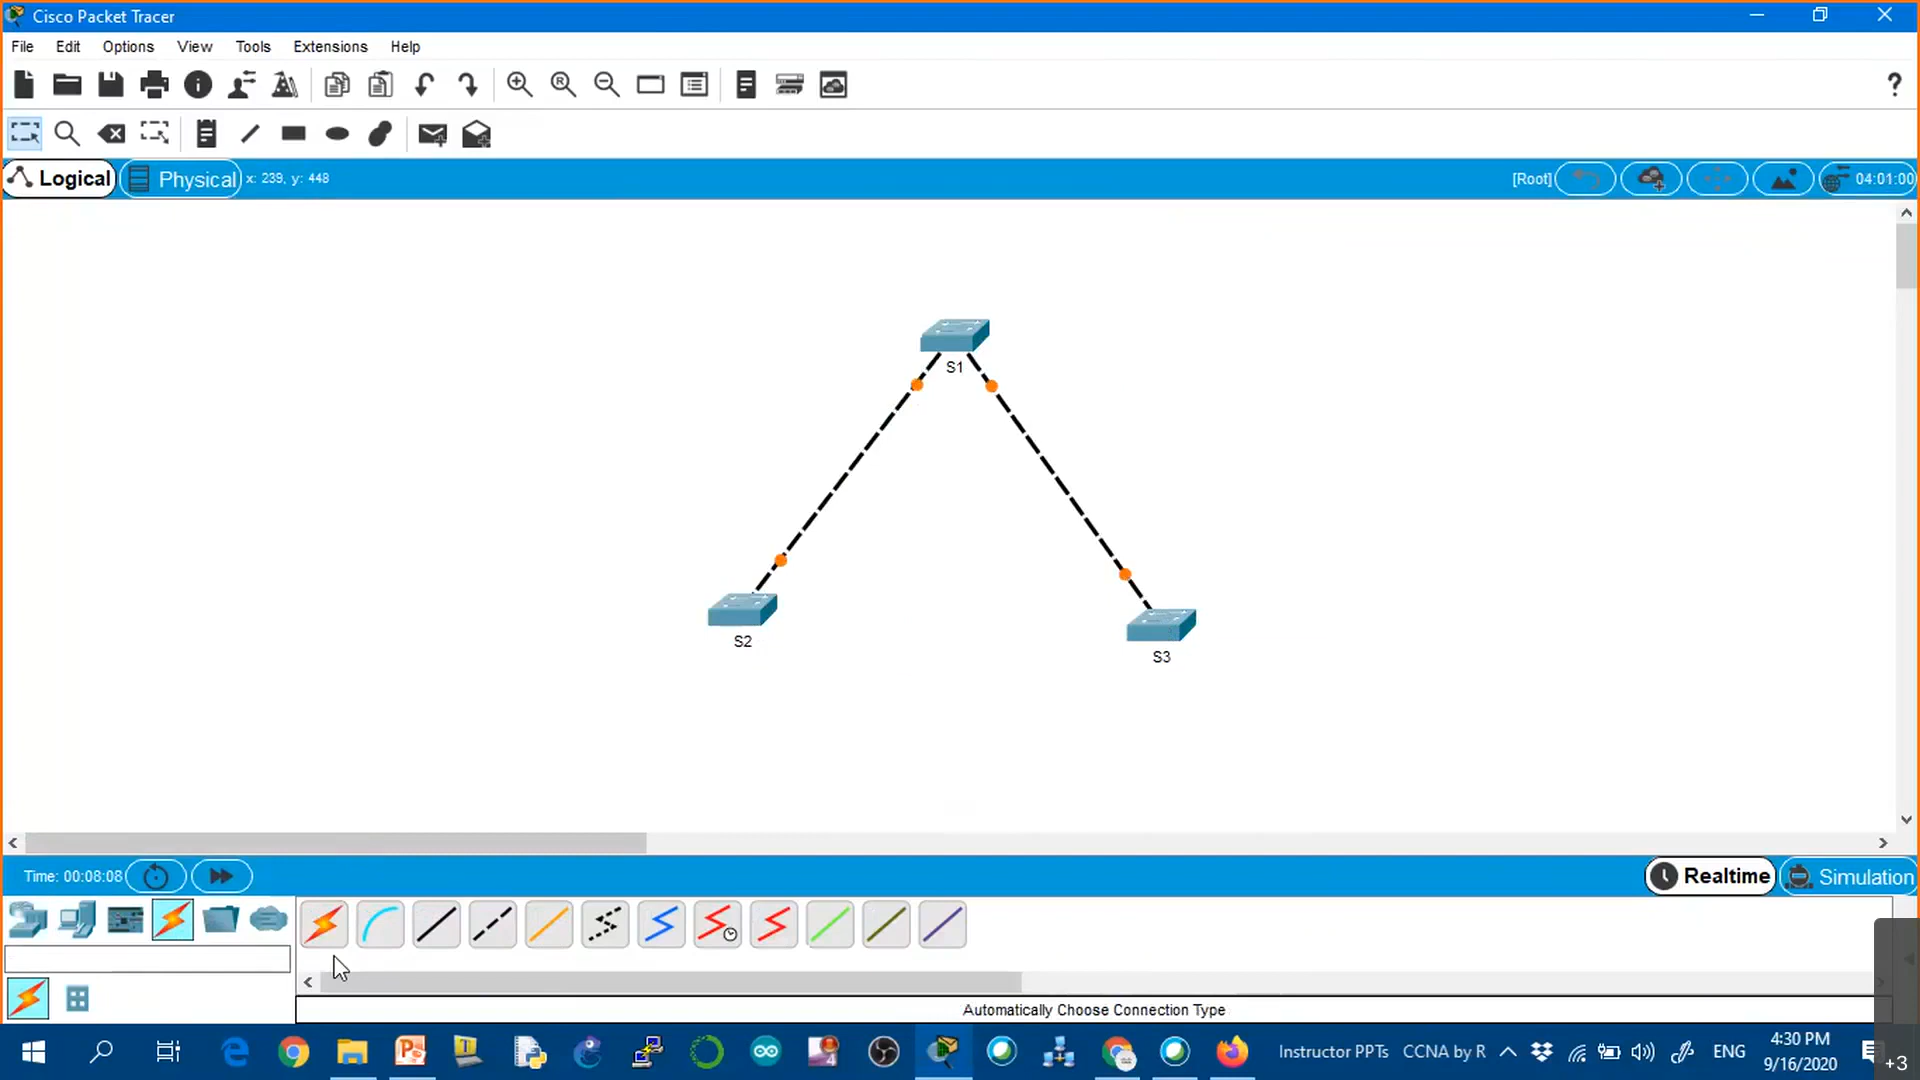 Cisco Packet Tracer
File Edit Options View Tools Extensions Help
Logical Physical x: 239, y: 448 [Root] 04:01:00
S1
S2
S3
Time: 00:08:08 Realtime Simulation
Automatically Choose Connection Type
Instructor PPTs CCNA by R ENG 4:30 PM
9/16/2020
+3